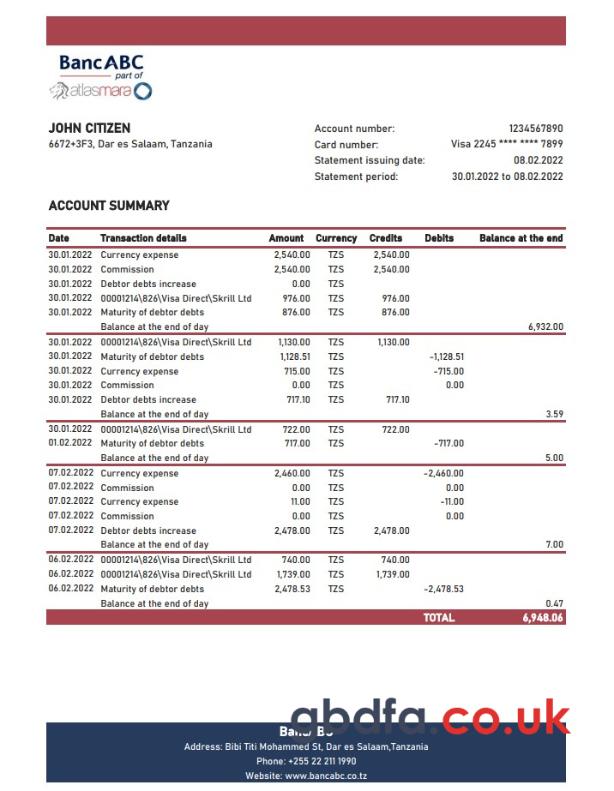 BancABC
part of
atlasmara
JOHN CITIZEN
6672+3F3, Dar es Salaam, Tanzania
Account number: 1234567890
Card number: Visa 2245 **** **** 7899
Statement issuing date: 08.02.2022
Statement period: 30.01.2022 to 08.02.2022
ACCOUNT SUMMARY
Date Transaction details Amount Currency Credits Debits Balance at the end
30.01.2022 Currency expense 2,540.00 TZS 2,540.00
30.01.2022 Commission 2,540.00 TZS 2,540.00
30.01.2022 Debtor debts increase 0.00 TZS
30.01.2022 00001214\826\Visa Direct\Skrill Ltd 976.00 TZS 976.00
30.01.2022 Maturity of debtor debts 876.00 TZS 876.00
Balance at the end of day 6,932.00
30.01.2022 00001214\826\Visa Direct\Skrill Ltd 1,130.00 TZS 1,130.00
30.01.2022 Maturity of debtor debts 1,128.51 TZS -1,128.51
30.01.2022 Currency expense 715.00 TZS -715.00
30.01.2022 Commission 0.00 TZS 0.00
30.01.2022 Debtor debts increase 717.10 TZS 717.10
Balance at the end of day 3.59
30.01.2022 00001214\826\Visa Direct\Skrill Ltd 722.00 TZS 722.00
01.02.2022 Maturity of debtor debts 717.00 TZS -717.00
Balance at the end of day 5.00
07.02.2022 Currency expense 2,460.00 TZS -2,460.00
07.02.2022 Commission 0.00 TZS 0.00
07.02.2022 Currency expense 11.00 TZS -11.00
07.02.2022 Commission 0.00 TZS 0.00
07.02.2022 Debtor debts increase 2,478.00 TZS 2,478.00
Balance at the end of day 7.00
06.02.2022 00001214\826\Visa Direct\Skrill Ltd 740.00 TZS 740.00
06.02.2022 00001214\826\Visa Direct\Skrill Ltd 1,739.00 TZS 1,739.00
06.02.2022 Maturity of debtor debts 2,478.53 TZS -2,478.53
Balance at the end of day 0.47
TOTAL 6,948.06
gbdfa.co.uk
Address: Bibi Titi Mohammed St, Dar es Salaam,Tanzania
Phone: +255 22 211 1990
Website: www.bancabc.co.tz